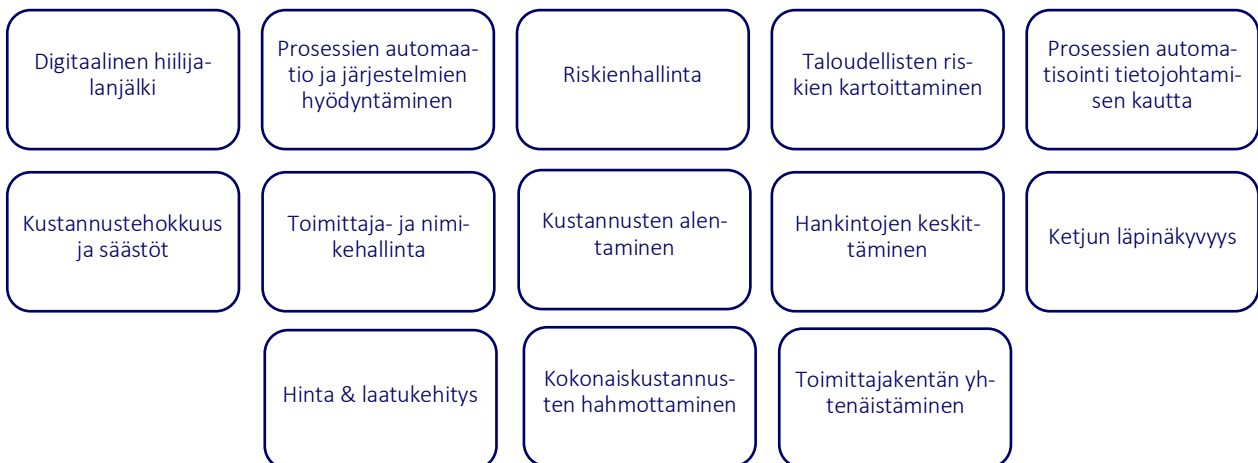 Digitaalinen hiilija-
lanjälki
Prosessien automaa-
tio ja järjestelmien
hyödyntäminen
Riskienhallinta
Taloudellisten ris-
kien kartoittaminen
Prosessien automa-
tisointi tietojohtami-
sen kautta
Kustannustehokkuus
ja säästöt
Toimittaja- ja nimi-
kehallinta
Kustannusten alen-
taminen
Hankintojen keskit-
täminen
Ketjun läpinäkyvyys
Hinta & laatukehitys
Kokonaiskustannus-
ten hahmottaminen
Toimittajakentän yh-
tenäistäminen